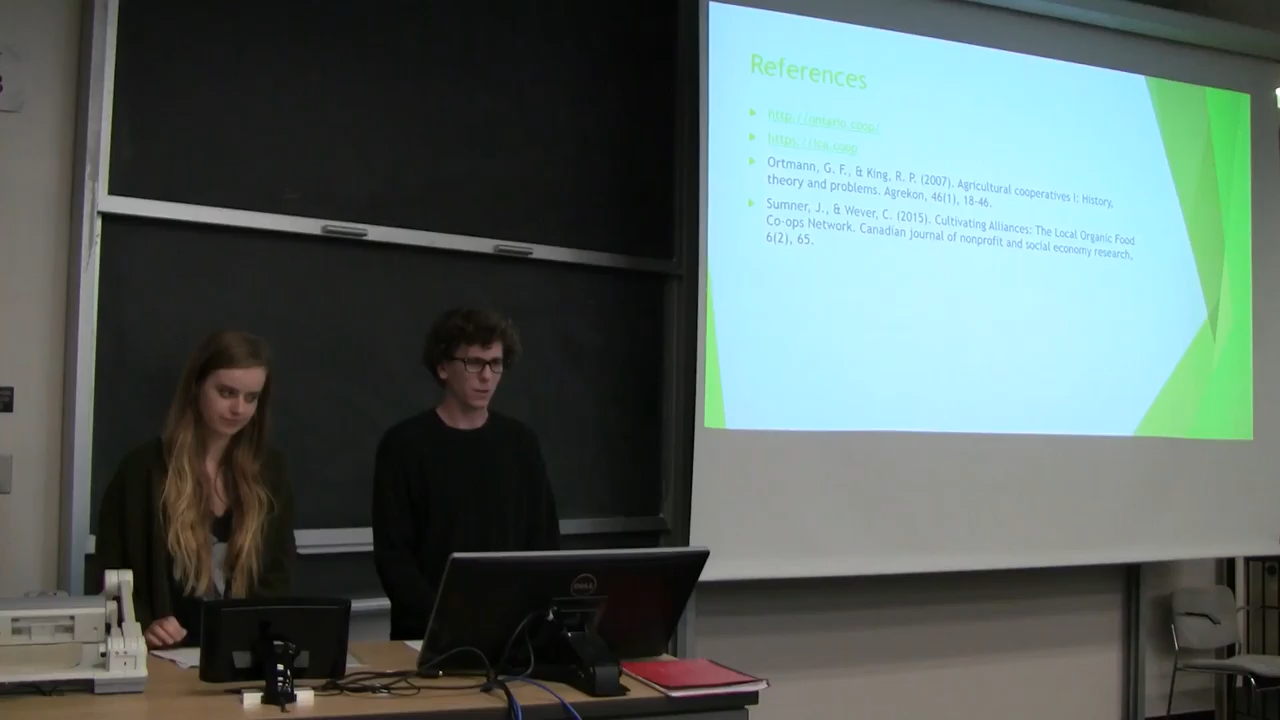 References
http://ontario.coop/
https://ica.coop
Ortmann, G. F., & King, R. P. (2007). Agricultural cooperatives I: History,
theory and problems. Agrekon, 46(1), 18-46.
Sumner, J., & Wever, C. (2015). Cultivating Alliances: The Local Organic Food
Co-ops Network. Canadian journal of nonprofit and social economy research,
6(2), 65.
DELL